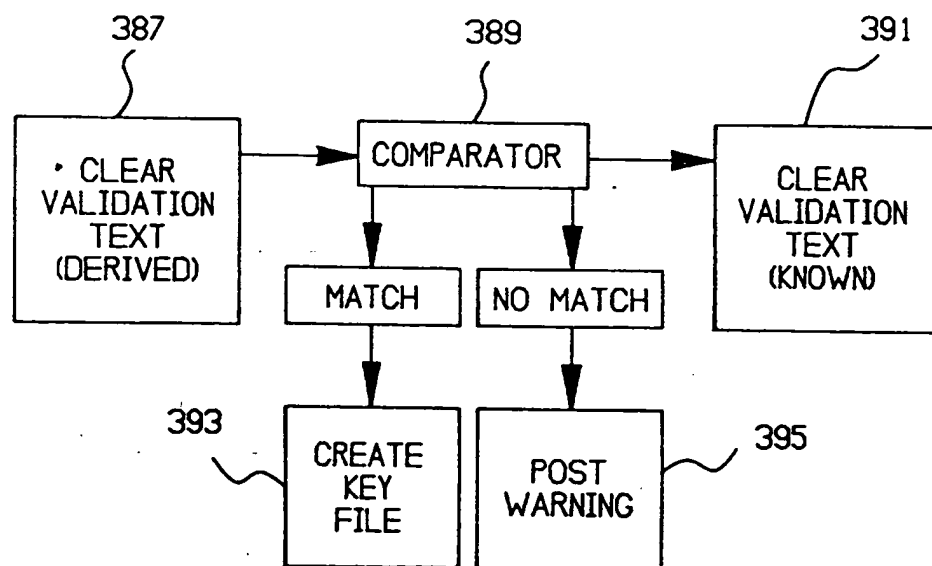 387
389
391
CLEAR
VALIDATION
TEXT
(DERIVED)
COMPARATOR
CLEAR
VALIDATION
TEXT
(KNOWN)
MATCH
NO MATCH
393
CREATE
KEY
FILE
POST
WARNING
395